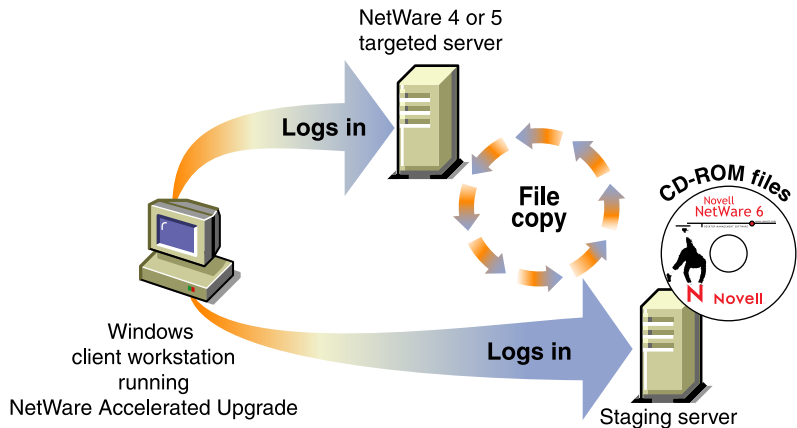 NetWare 4 or 5
targeted server
Logs in
File
copy
CD-ROM files
Novell
NetWare 6
N Novell
Windows
client workstation
running
NetWare Accelerated Upgrade
Logs in
Staging server